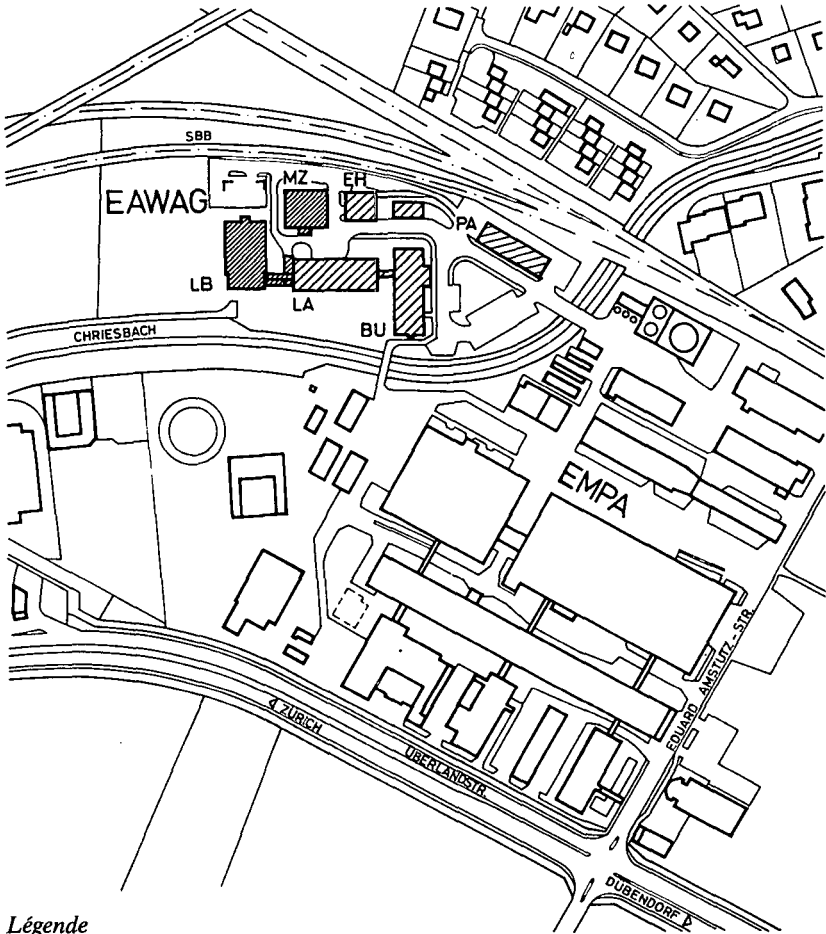 SBB
MZ
EH
EAWAG
PA
LB
LA
BU
CHRIESBACH
EMPA
EDUARD AMSTUTZ-STR.
ZÜRICH
ÜBERLANDSTR.
DÜBENDORF
Légende